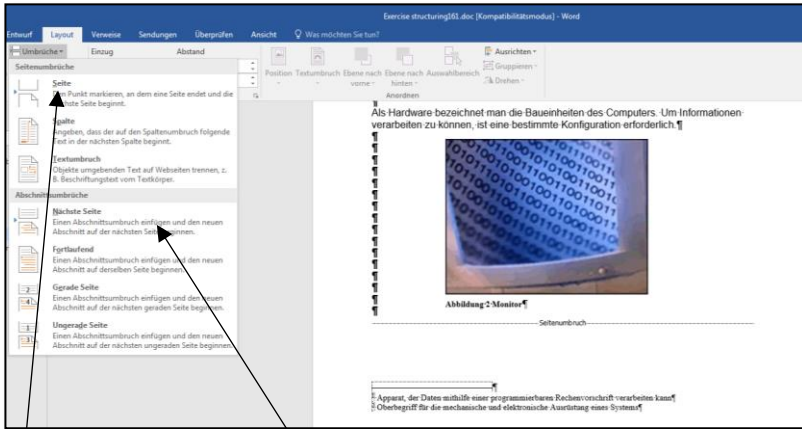 Exercise structuring161.doc [Kompatibilitätsmodus] - Word
Entwurf Layout Verweise Sendungen Überprüfen Ansicht Was möchten Sie tun?
Umbrüche Einzug Abstand
Seitenumbrüche
Seite
Den Punkt markieren, an dem eine Seite endet und die
nächste Seite beginnt.
Spalte
Angeben, dass der auf den Spaltenumbruch folgende
Text in der nächsten Spalte beginnt.
Textumbruch
Objekte umgebenden Text auf Webseiten trennen, z.
B. Beschriftungstext vom Textkörper.
Abschnittsumbrüche
Nächste Seite
Einen Abschnittsumbruch einfügen und den neuen
Abschnitt auf der nächsten Seite beginnen.
Fortlaufend
Einen Abschnittsumbruch einfügen und den neuen
Abschnitt auf derselben Seite beginnen.
Gerade Seite
Einen Abschnittsumbruch einfügen und den neuen
Abschnitt auf der nächsten geraden Seite beginnen.
Ungerade Seite
Einen Abschnittsumbruch einfügen und den neuen
Abschnitt auf der nächsten ungeraden Seite beginnen.
Position Textumbruch Ebene nach vorne Ebene nach hinten Auswahlbereich
Ausrichten
Gruppieren
Drehen
Anordnen
Als Hardware bezeichnet man die Baueinheiten des Computers. Um Informationen
verarbeiten zu können, ist eine bestimmte Konfiguration erforderlich.¶
Abbildung 2 Monitor¶
Seitenumbruch
Apparat, der Daten mithilfe einer programmierbaren Rechenvorschrift verarbeiten kann¶
Oberbegriff für die mechanische und elektronische Ausrüstung eines Systems¶